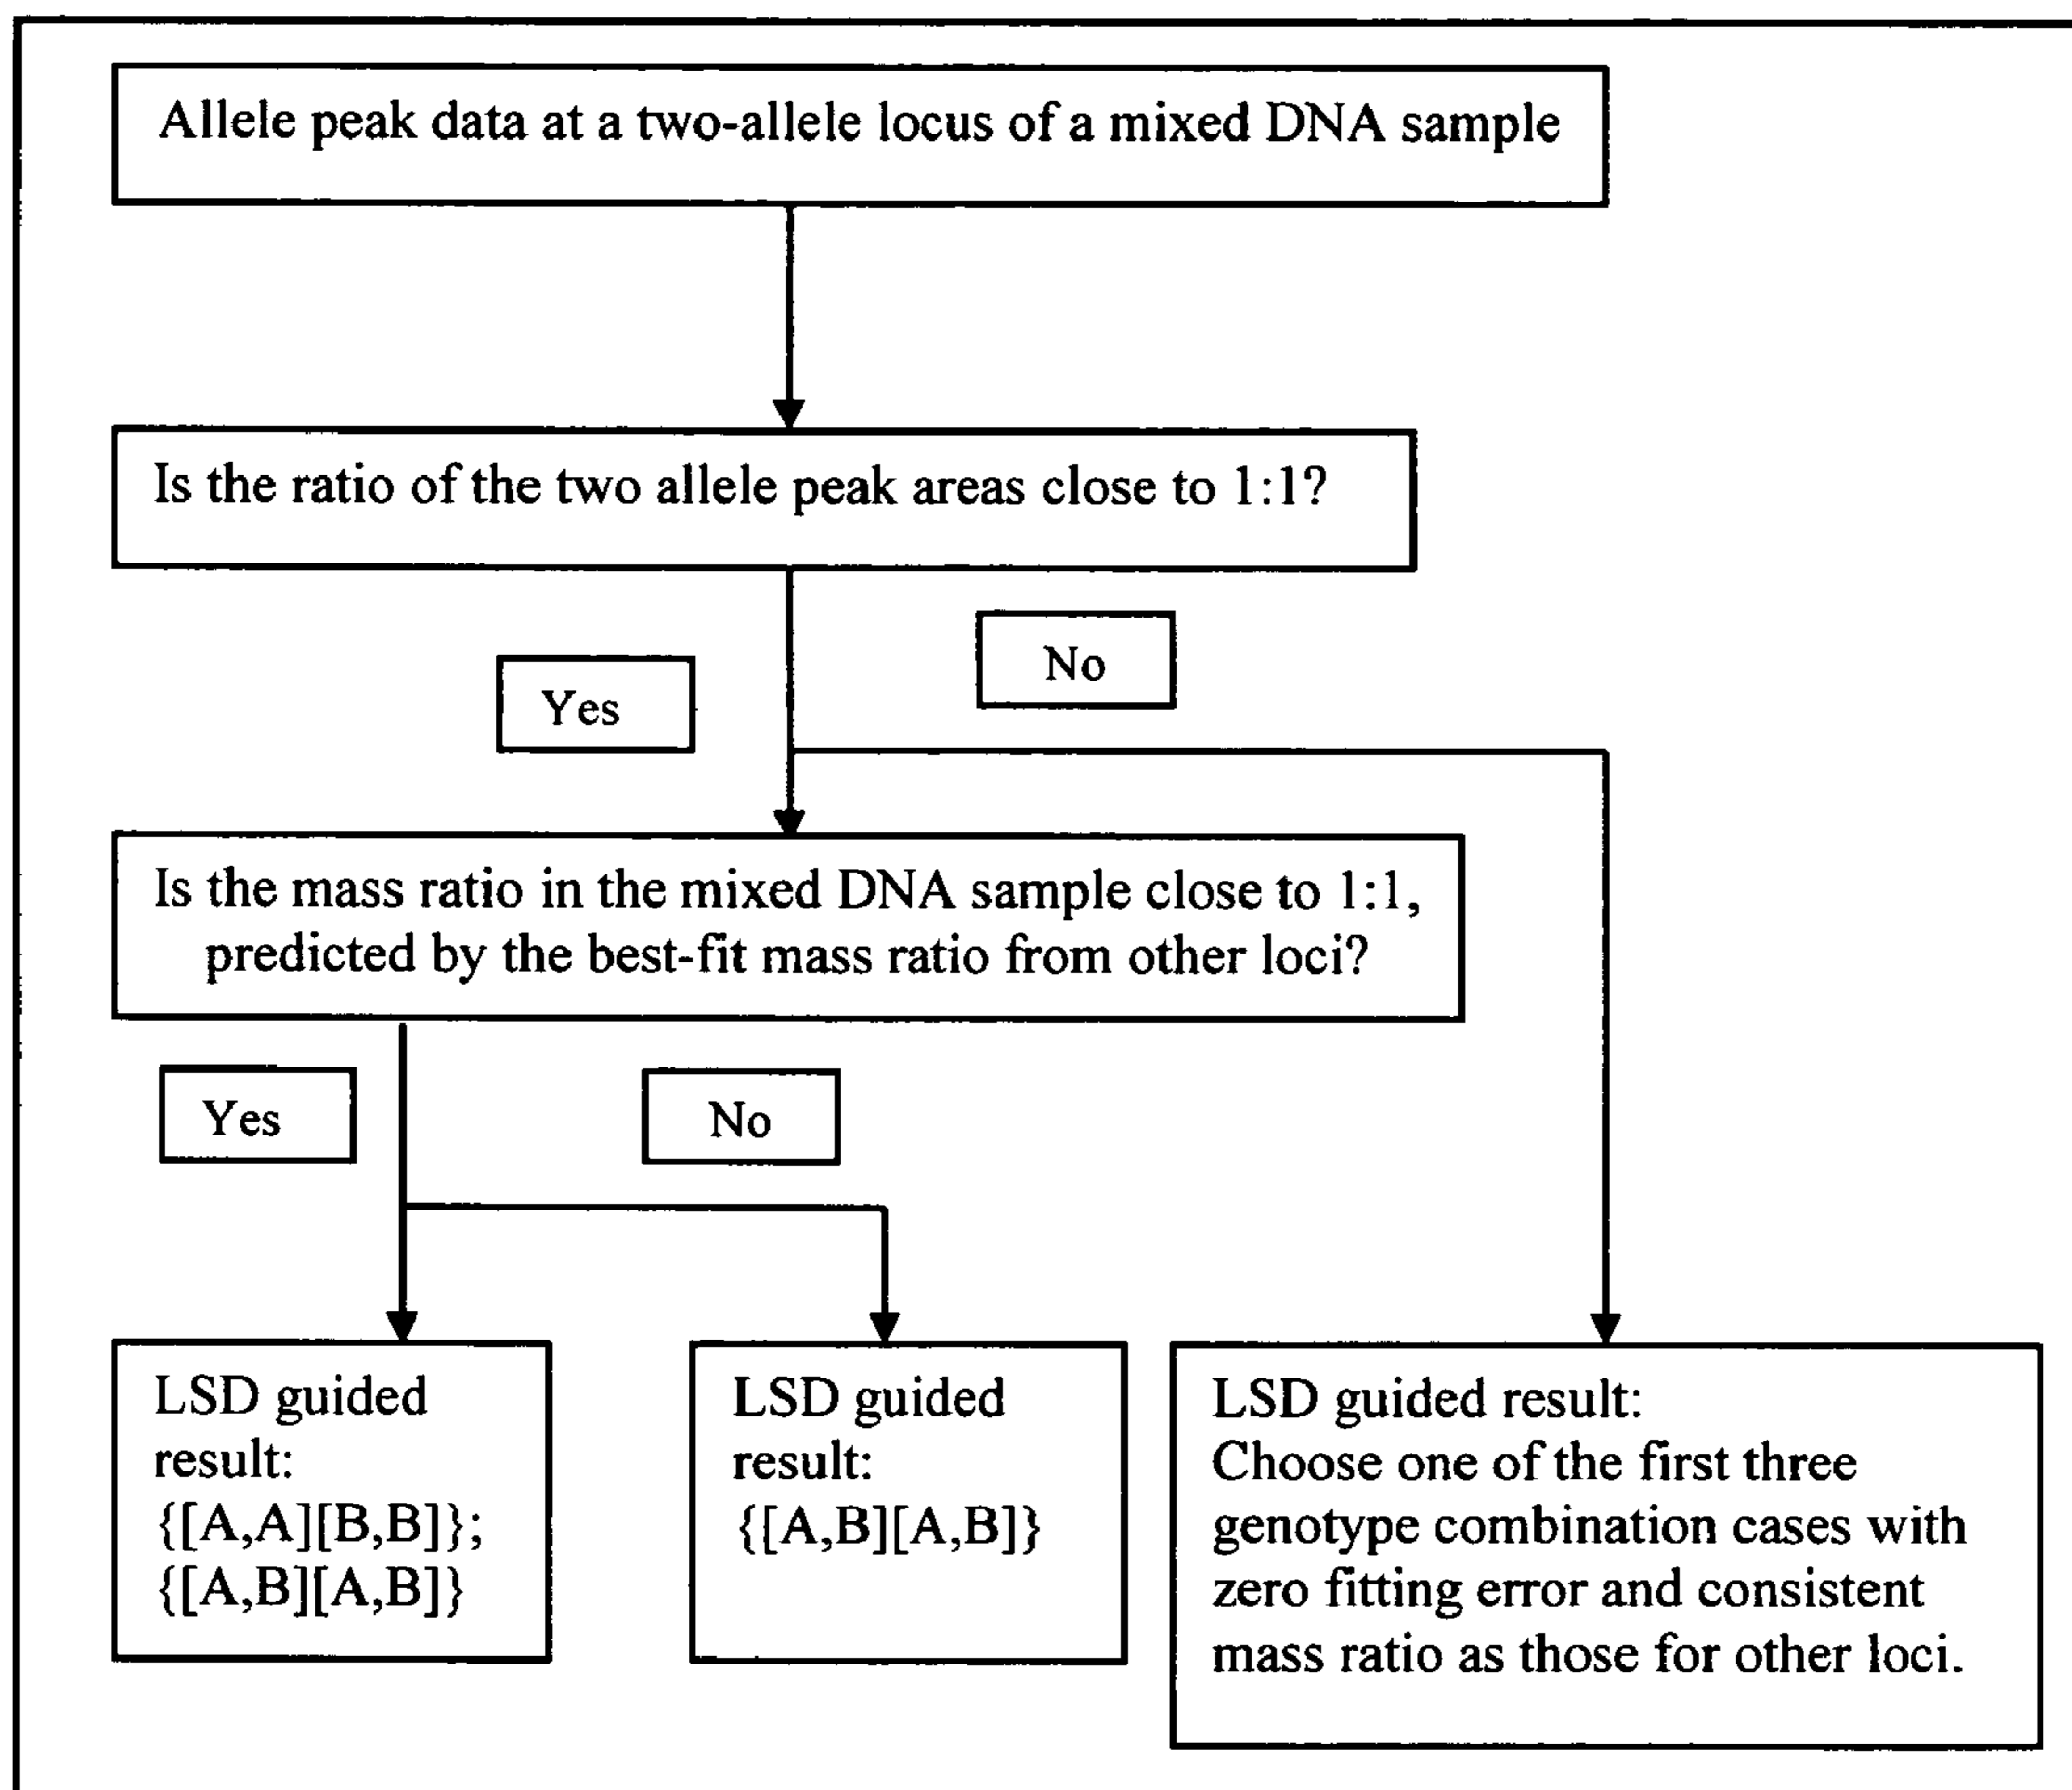 Allele peak data at a two-allele locus of a mixed DNA sample
Is the ratio of the two allele peak areas close to 1:1?
Yes
No
Is the mass ratio in the mixed DNA sample close to 1:1,
predicted by the best-fit mass ratio from other loci?
Yes
No
LSD guided
result:
{[A,A][B,B]};
{[A,B][A,B]}
LSD guided
result:
{[A,B][A,B]}
LSD guided result:
Choose one of the first three
genotype combination cases with
zero fitting error and consistent
mass ratio as those for other loci.